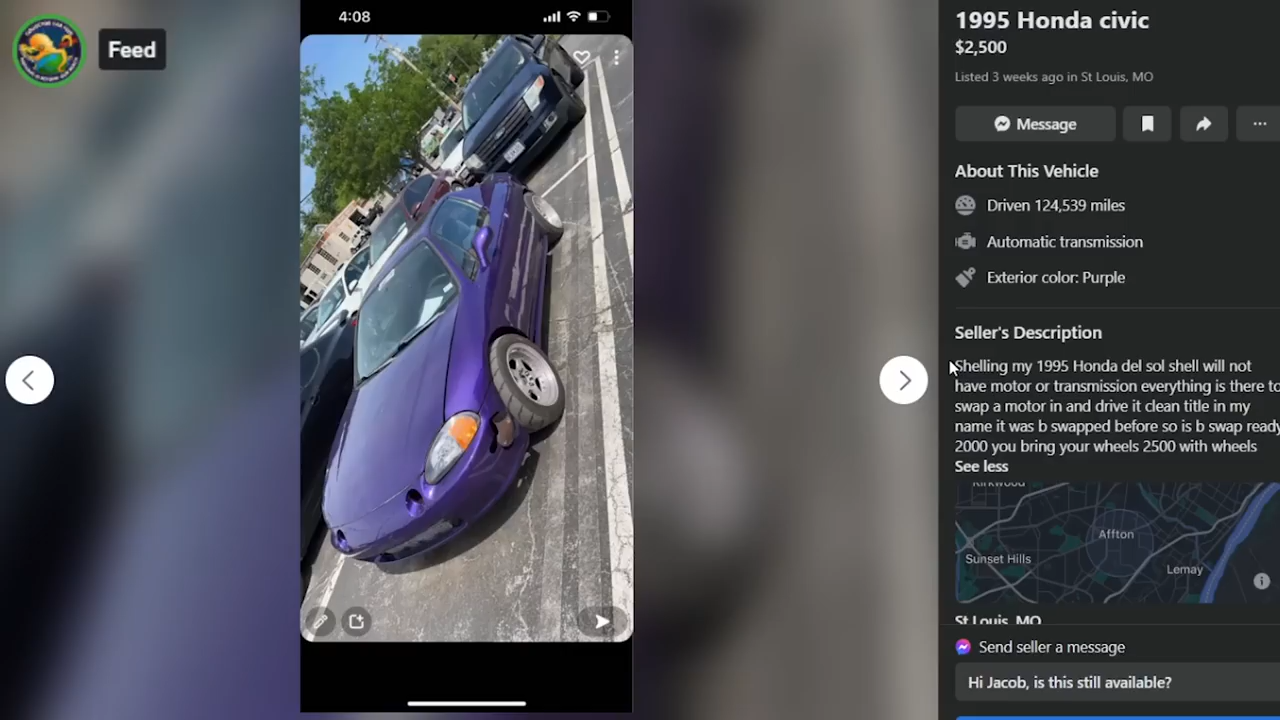 4:08
Feed
1995 Honda civic
$2,500
Listed 3 weeks ago in St Louis, MO
Message
About This Vehicle
Driven 124,539 miles
Automatic transmission
Exterior color: Purple
Seller's Description
Shelling my 1995 Honda del sol shell will not
have motor or transmission everything is there to
swap a motor in and drive it clean title in my
name it was b swapped before so is b swap ready
2000 you bring your wheels 2500 with wheels
See less
Kirkwood
Affton
Sunset Hills
Lemay
St Louis, MO
Send seller a message
Hi Jacob, is this still available?